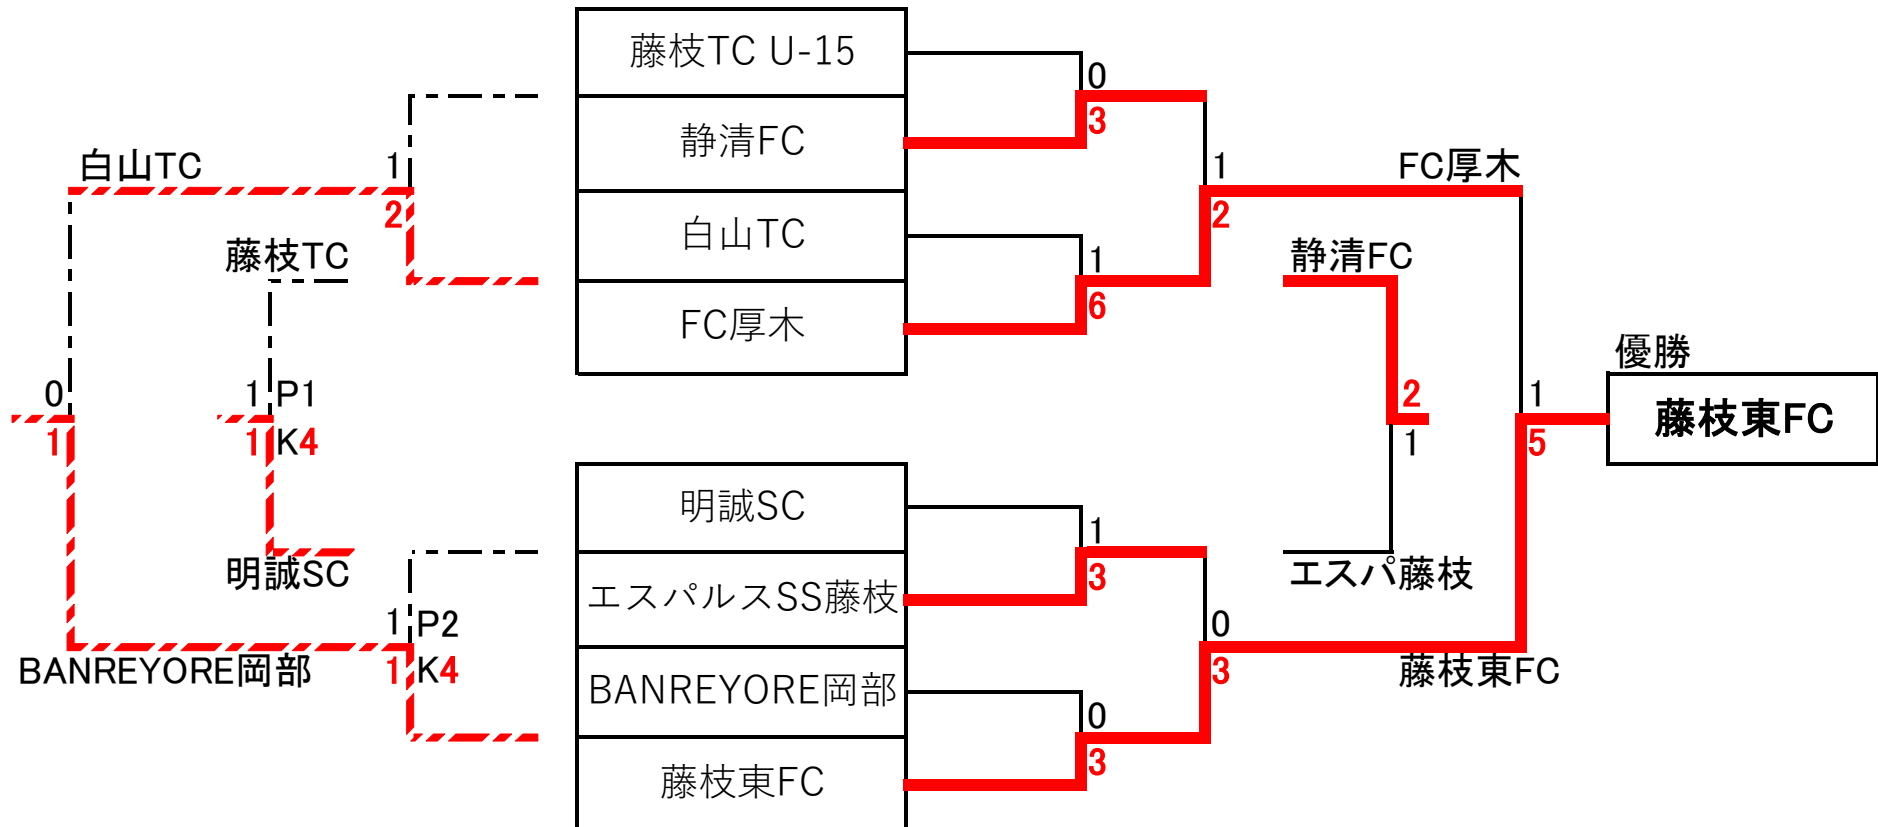 藤枝TC U-15
0
3
静清FC
白山TC
1
2
1
2
FC厚木
白山TC
藤枝TC
1
6
静清FC
FC厚木
優勝
0
1
1 P1
1 K4
2
1
1
5
藤枝東FC
明誠SC
1
3
明誠SC
エスパ藤枝
エスパルスSS藤枝
1 P2
1 K4
0
3
BANREYORE岡部
BANREYORE岡部
藤枝東FC
0
3
藤枝東FC